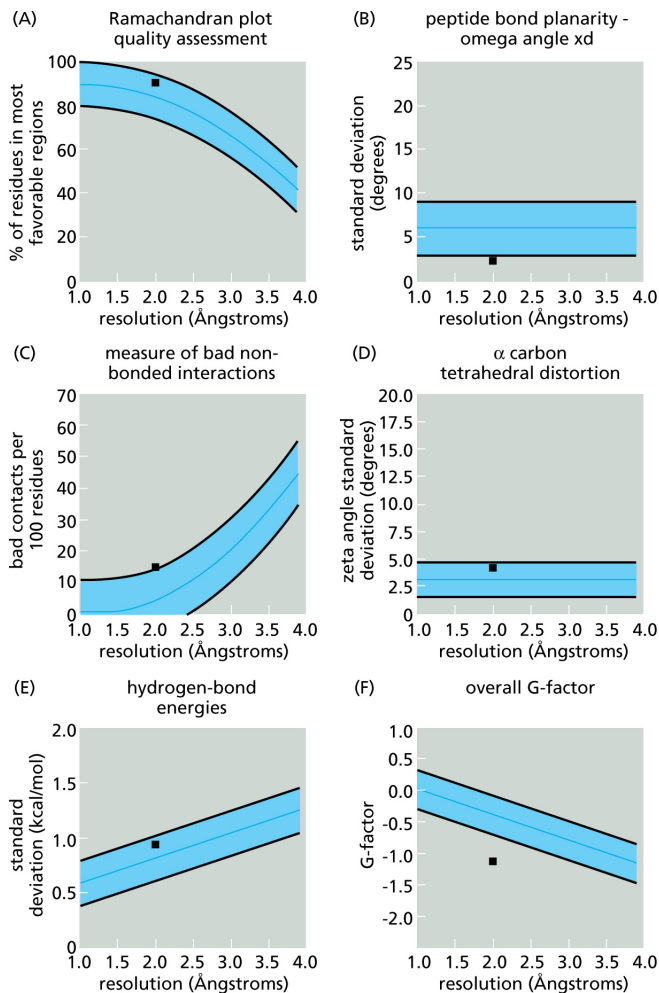 (A)
Ramachandran plot
quality assessment
% of residues in most
favorable regions
100
80
60
40
20
0
1.0 1.5 2.0 2.5 3.0 3.5 4.0
resolution (Ångstroms)
(B)
peptide bond planarity -
omega angle xd
standard deviation
(degrees)
25
20
15
10
5
0
1.0 1.5 2.0 2.5 3.0 3.5 4.0
resolution (Ångstroms)
(C)
measure of bad non-
bonded interactions
bad contacts per
100 residues
70
60
50
40
30
20
10
0
1.0 1.5 2.0 2.5 3.0 3.5 4.0
resolution (Ångstroms)
(D)
α carbon
tetrahedral distortion
zeta angle standard
deviation (degrees)
20.0
17.5
15.0
12.5
10.0
7.5
5.0
2.5
0
1.0 1.5 2.0 2.5 3.0 3.5 4.0
resolution (Ångstroms)
(E)
hydrogen-bond
energies
standard
deviation (kcal/mol)
2.0
1.5
1.0
0.5
0
1.0 1.5 2.0 2.5 3.0 3.5 4.0
resolution (Ångstroms)
(F)
overall G-factor
G-factor
1.0
0.5
0.0
-0.5
-1.0
-1.5
-2.0
1.0 1.5 2.0 2.5 3.0 3.5 4.0
resolution (Ångstroms)